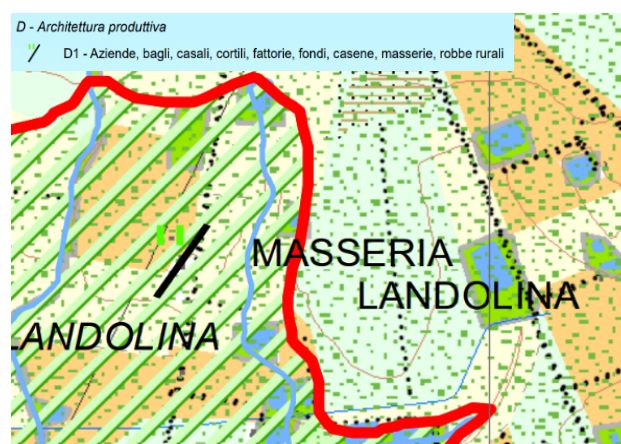 D - Architettura produttiva
D1 - Aziende, bagli, casali, cortili, fattorie, fondi, casene, masserie, robbe rurali
MASSERIA
LANDOLINA
LANDOLINA